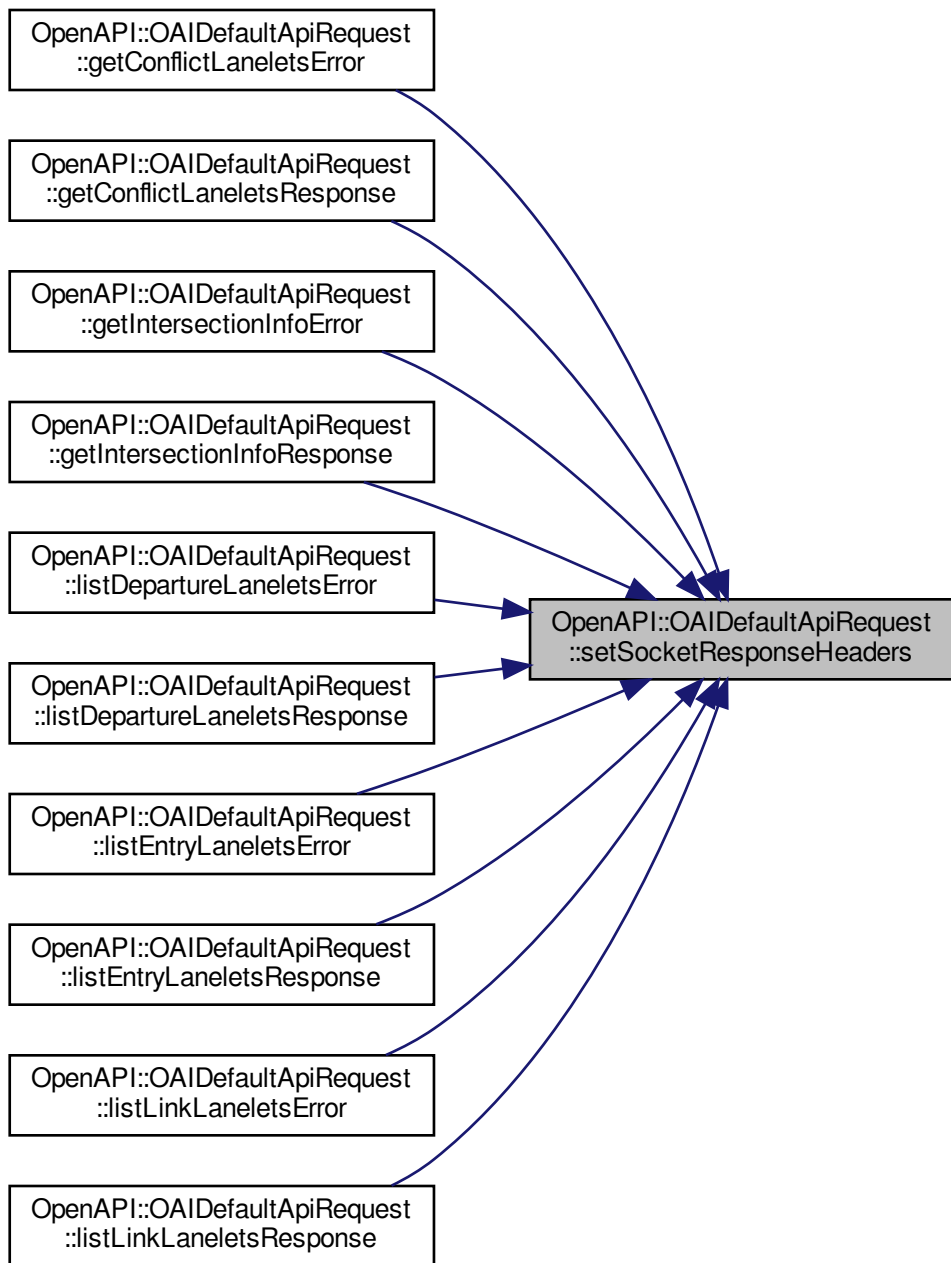 OpenAPI::OAIDefaultApiRequest
::getConflictLaneletsError
OpenAPI::OAIDefaultApiRequest
::getConflictLaneletsResponse
OpenAPI::OAIDefaultApiRequest
::getIntersectionInfoError
OpenAPI::OAIDefaultApiRequest
::getIntersectionInfoResponse
OpenAPI::OAIDefaultApiRequest
::listDepartureLaneletsError
OpenAPI::OAIDefaultApiRequest
::setSocketResponseHeaders
OpenAPI::OAIDefaultApiRequest
::listDepartureLaneletsResponse
OpenAPI::OAIDefaultApiRequest
::listEntryLaneletsError
OpenAPI::OAIDefaultApiRequest
::listEntryLaneletsResponse
OpenAPI::OAIDefaultApiRequest
::listLinkLaneletsError
OpenAPI::OAIDefaultApiRequest
::listLinkLaneletsResponse